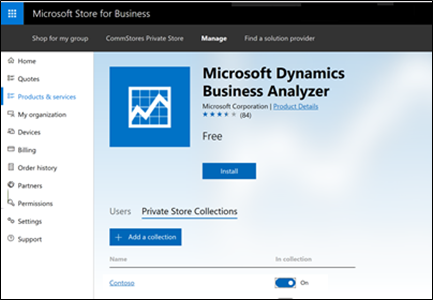 Microsoft Store for Business
Shop for my group
CommStores Private Store
Manage
Find a solution provider
Home
Quotes
Products & services
My organization
Devices
Billing
Order history
Partners
Permissions
Settings
Support
Microsoft Dynamics
Business Analyzer
Microsoft Corporation | Product Details
(84)
Free
Install
Users
Private Store Collections
+ Add a collection
Name
In collection
Contoso
On